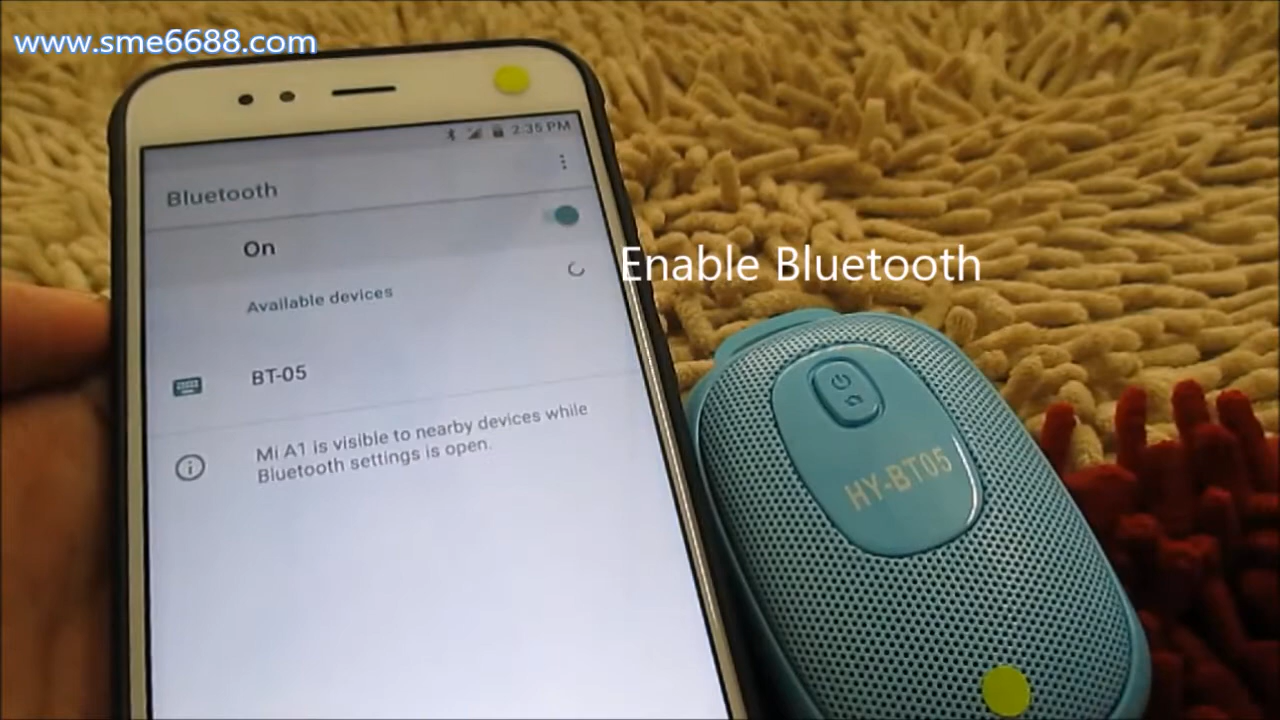 www.sme6688.com
2:35 PM
Bluetooth
On
Enable Bluetooth
Available devices
BT-05
Mi A1 is visible to nearby devices while
Bluetooth settings is open.
HY-BT05